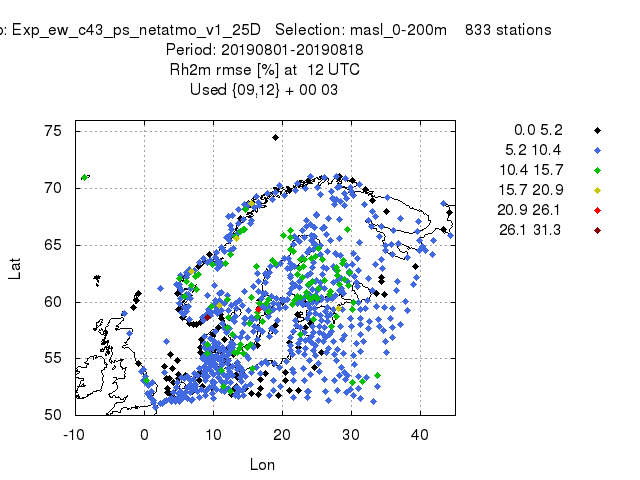 : Exp_ew_c43_ps_netatmo_v1_25D Selection: masl_0-200m 833 stations
Period: 20190801-20190818
Rh2m rmse [%] at 12 UTC
Used {09,12} + 00 03
0.0 5.2
5.2 10.4
10.4 15.7
15.7 20.9
20.9 26.1
26.1 31.3
75
70
65
60
55
50
Lat
-10 0 10 20 30 40
Lon